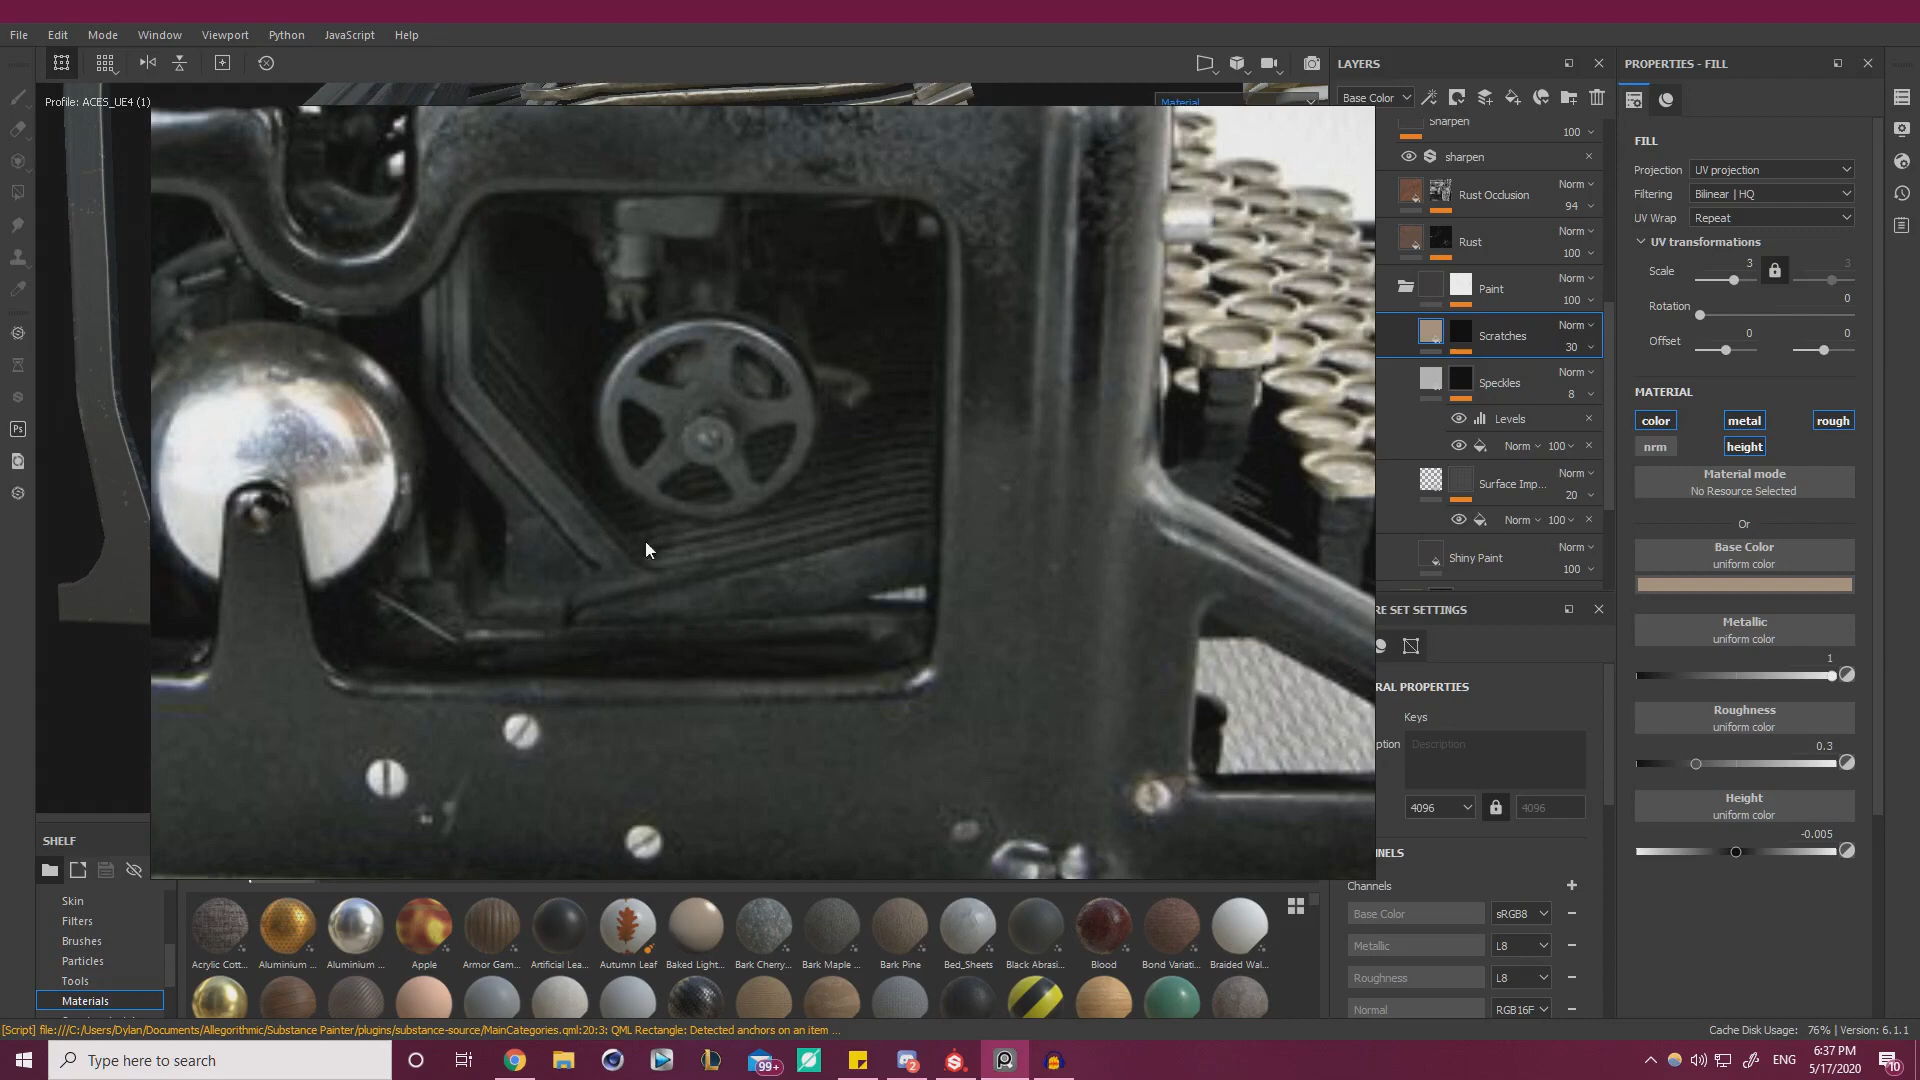 File Edit Mode Window Viewport Python JavaScript Help
Profile: ACES_UE4 (1)
Material
LAYERS
Base Color
Sharpen
100
sharpen
Rust Occlusion
Norm
94
Rust
Norm
100
Paint
Norm
100
Scratches
Norm
30
Speckles
Norm
8
Levels
Norm 100
Surface Imp...
Norm
20
Norm 100
Shiny Paint
Norm
100
RE SET SETTINGS
RAL PROPERTIES
Keys
ption Description
4096 4096
NELS
Channels
Base Color sRGB8
Metallic L8
Roughness L8
Normal RGB16F
PROPERTIES - FILL
FILL
Projection UV projection
Filtering Bilinear | HQ
UV Wrap Repeat
UV transformations
Scale 3 3
Rotation 0
Offset 0 0
MATERIAL
color metal rough
nrm height
Material mode
No Resource Selected
Or
Base Color
uniform color
Metallic
uniform color
1
Roughness
uniform color
0.3
Height
uniform color
-0.005
SHELF
Skin
Filters
Brushes
Particles
Tools
Materials
Acrylic Cott... Aluminium ... Aluminium ... Apple Armor Gam... Artificial Lea... Autumn Leaf Baked Light... Bark Cherry... Bark Maple ... Bark Pine Bed_Sheets Black Abrasi... Blood Bond Variati... Braided Wal...
[Script] file:///C:/Users/Dylan/Documents/Allegorithmic/Substance Painter/plugins/substance-source/MainCategories.qml:20:3: QML Rectangle: Detected anchors on an item ...
Cache Disk Usage: 76% | Version: 6.1.1
Type here to search
99+
2
ENG
6:37 PM
5/17/2020
10
Ps